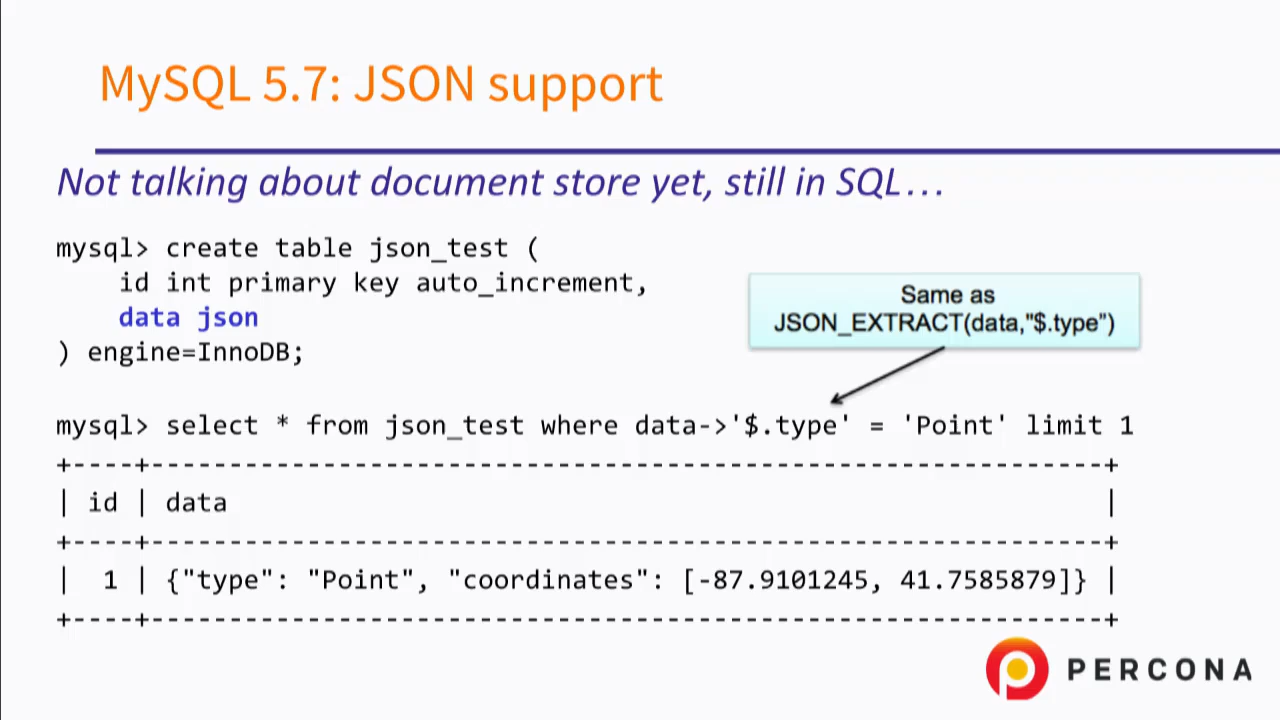 MySQL 5.7: JSON support
Not talking about document store yet, still in SQL…
mysql> create table json_test (
    id int primary key auto_increment,
    data json
) engine=InnoDB;
Same as
JSON_EXTRACT(data,"$.type")
mysql> select * from json_test where data->'$.type' = 'Point' limit 1
+----+-------------------------------------------------------------+
| id | data                                                        |
+----+-------------------------------------------------------------+
|  1 | {"type": "Point", "coordinates": [-87.9101245, 41.7585879]} |
+----+-------------------------------------------------------------+
PERCONA